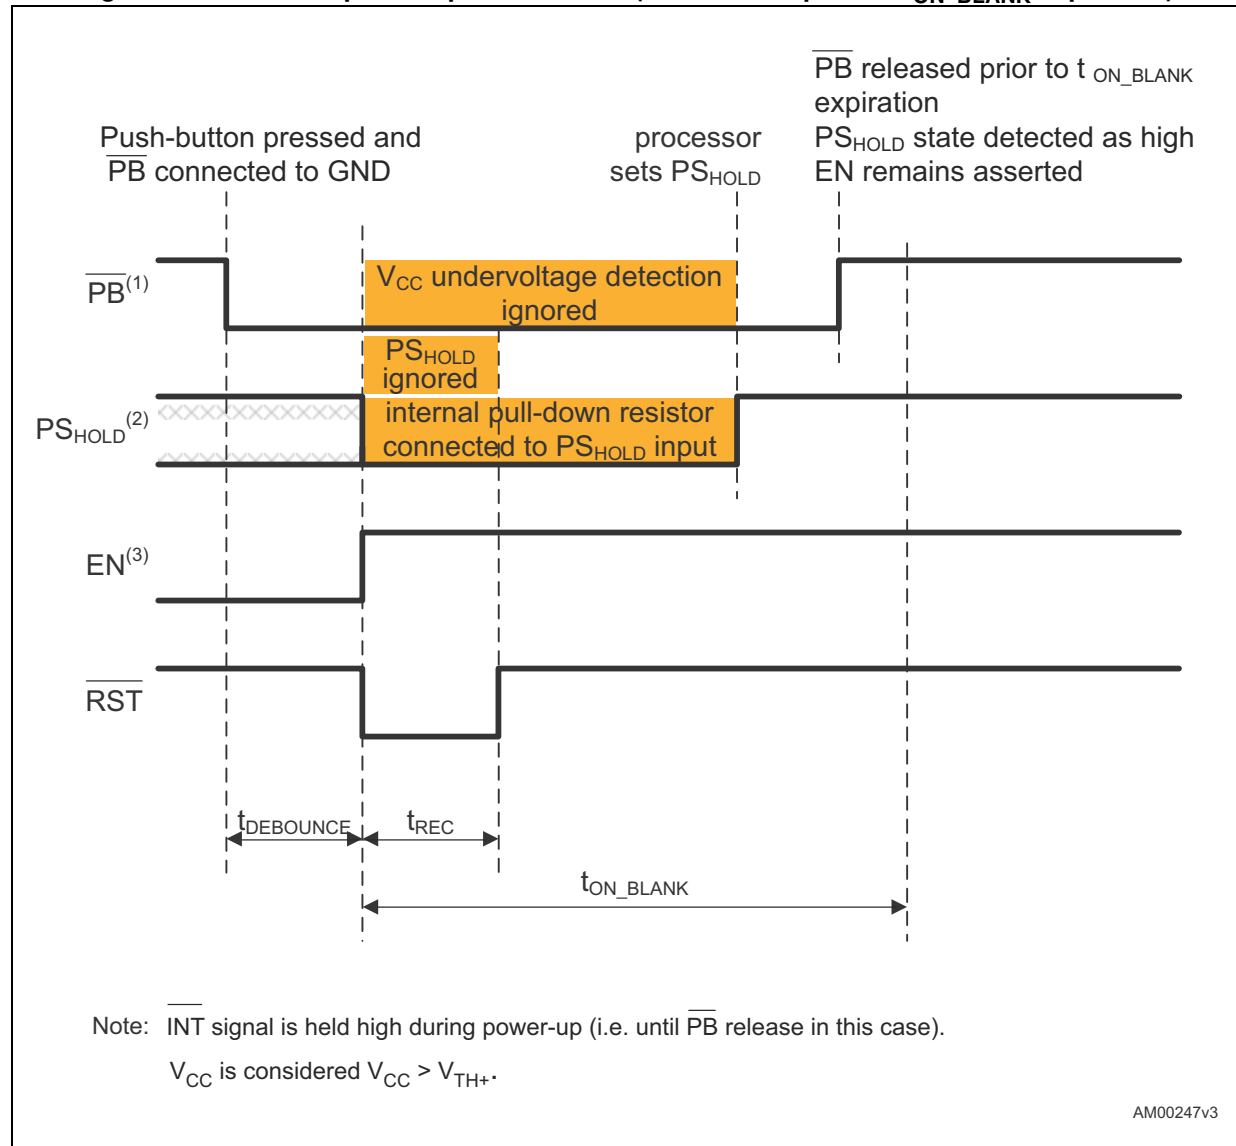 ON_BLANK
PB released prior to t ON_BLANK
expiration
PSHOLD state detected as high
EN remains asserted
Push-button pressed and
PB connected to GND
processor
sets PSHOLD
PB(1)
VCC undervoltage detection
ignored
PSHOLD
ignored
PSHOLD(2)
internal pull-down resistor
connected to PSHOLD input
EN(3)
RST
tDEBOUNCE
tREC
tON_BLANK
Note: INT signal is held high during power-up (i.e. until PB release in this case).
VCC is considered VCC > VTH+.
AM00247v3